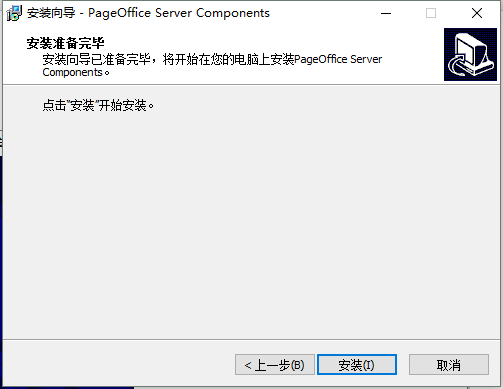 安装向导 - PageOffice Server Components
安装准备完毕
安装向导已准备完毕，将开始在您的电脑上安装PageOffice Server
Components。
点击“安装”开始安装。
< 上一步(B)
安装(I)
取消